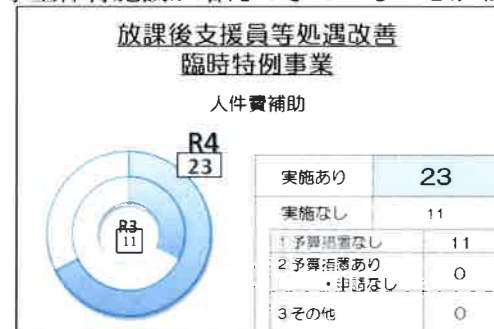 放課後支援員等処遇改善
臨時特例事業
人件費補助
R4
23
R3
11
実施あり 23
実施なし 11
1 予算措置なし 11
2 予算措置あり
・申請なし 0
3 その他 0